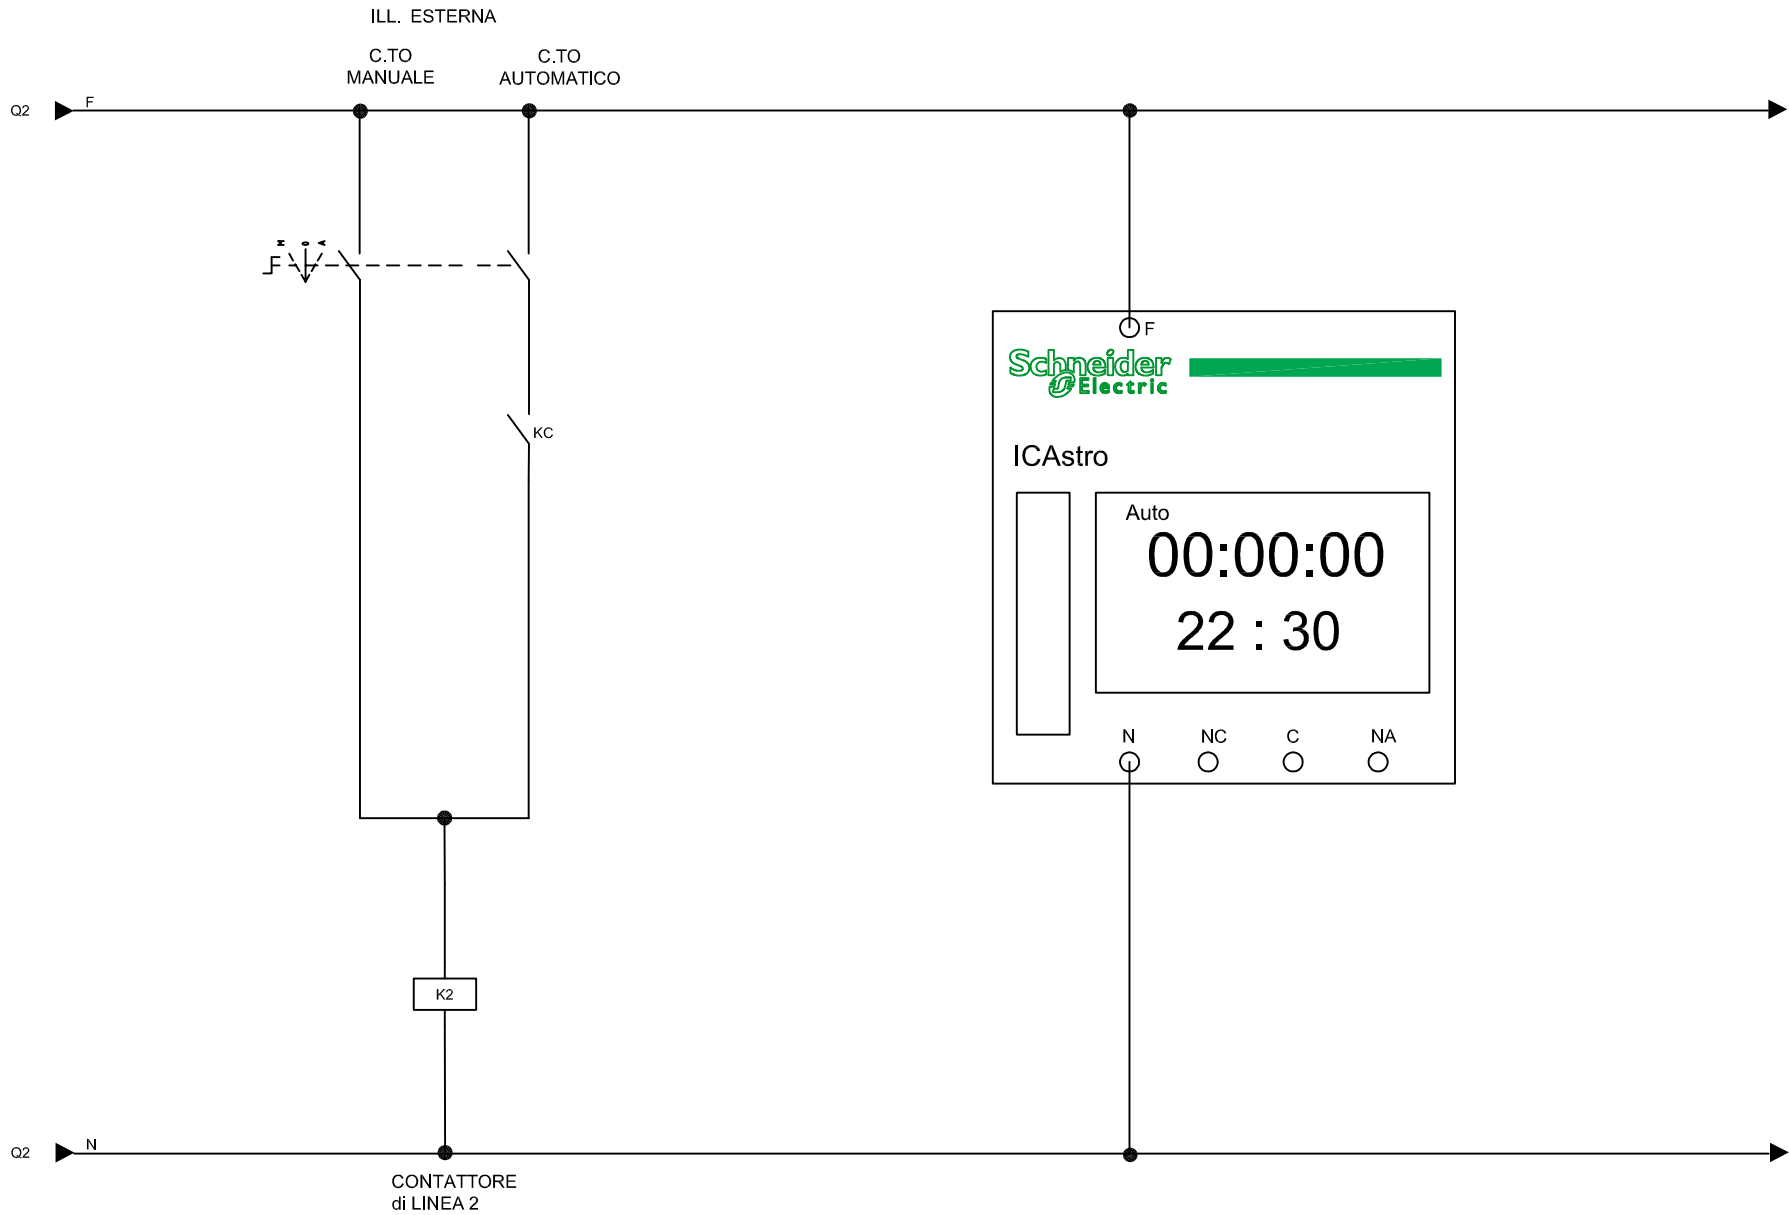 ILL. ESTERNA
C.TO
MANUALE
C.TO
AUTOMATICO
Q2
F
M O A
F
Schneider
Electric
KC
ICAstro
Auto
00:00:00
22 : 30
N NC C NA
K2
Q2
N
CONTATTORE
di LINEA 2